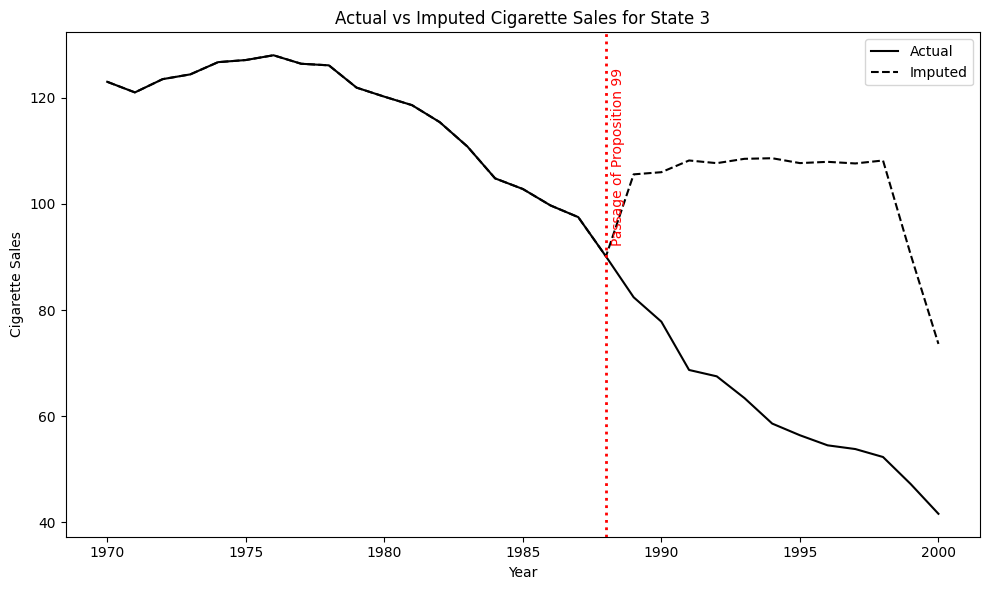 Actual vs Imputed Cigarette Sales for State 3
Actual
Imputed
Passage of Proposition 99
Cigarette Sales
120
100
80
60
40
1970
1975
1980
1985
1990
1995
2000
Year